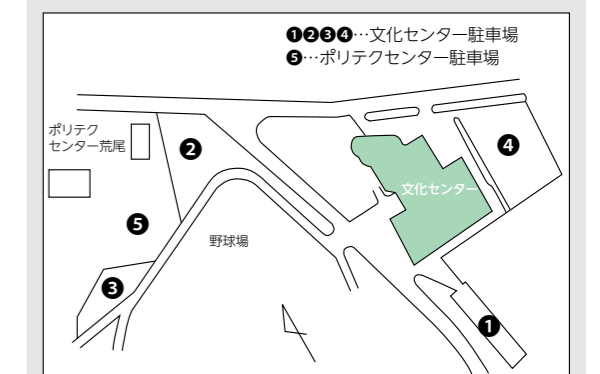 ❶❷❸❹…文化センター駐車場
❺…ポリテクセンター駐車場
ポリテク
センター荒尾
❷
❹
文化センター
❺
野球場
❸
❶